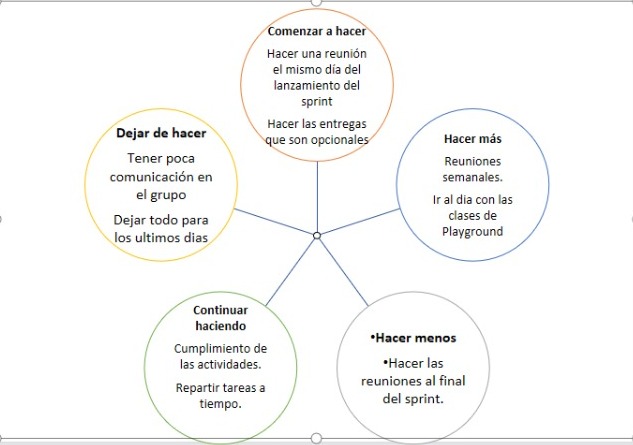 Comenzar a hacer
Hacer una reunión
el mismo día del
lanzamiento del
sprint
Hacer las entregas
que son opcionales
Hacer más
Reuniones
semanales.
Ir al dia con las
clases de
Playground
•Hacer menos
•Hacer las
reuniones al final
del sprint.
Continuar
haciendo
Cumplimiento de
las actividades.
Repartir tareas a
tiempo.
Dejar de hacer
Tener poca
comunicación en
el grupo
Dejar todo para
los ultimos dias